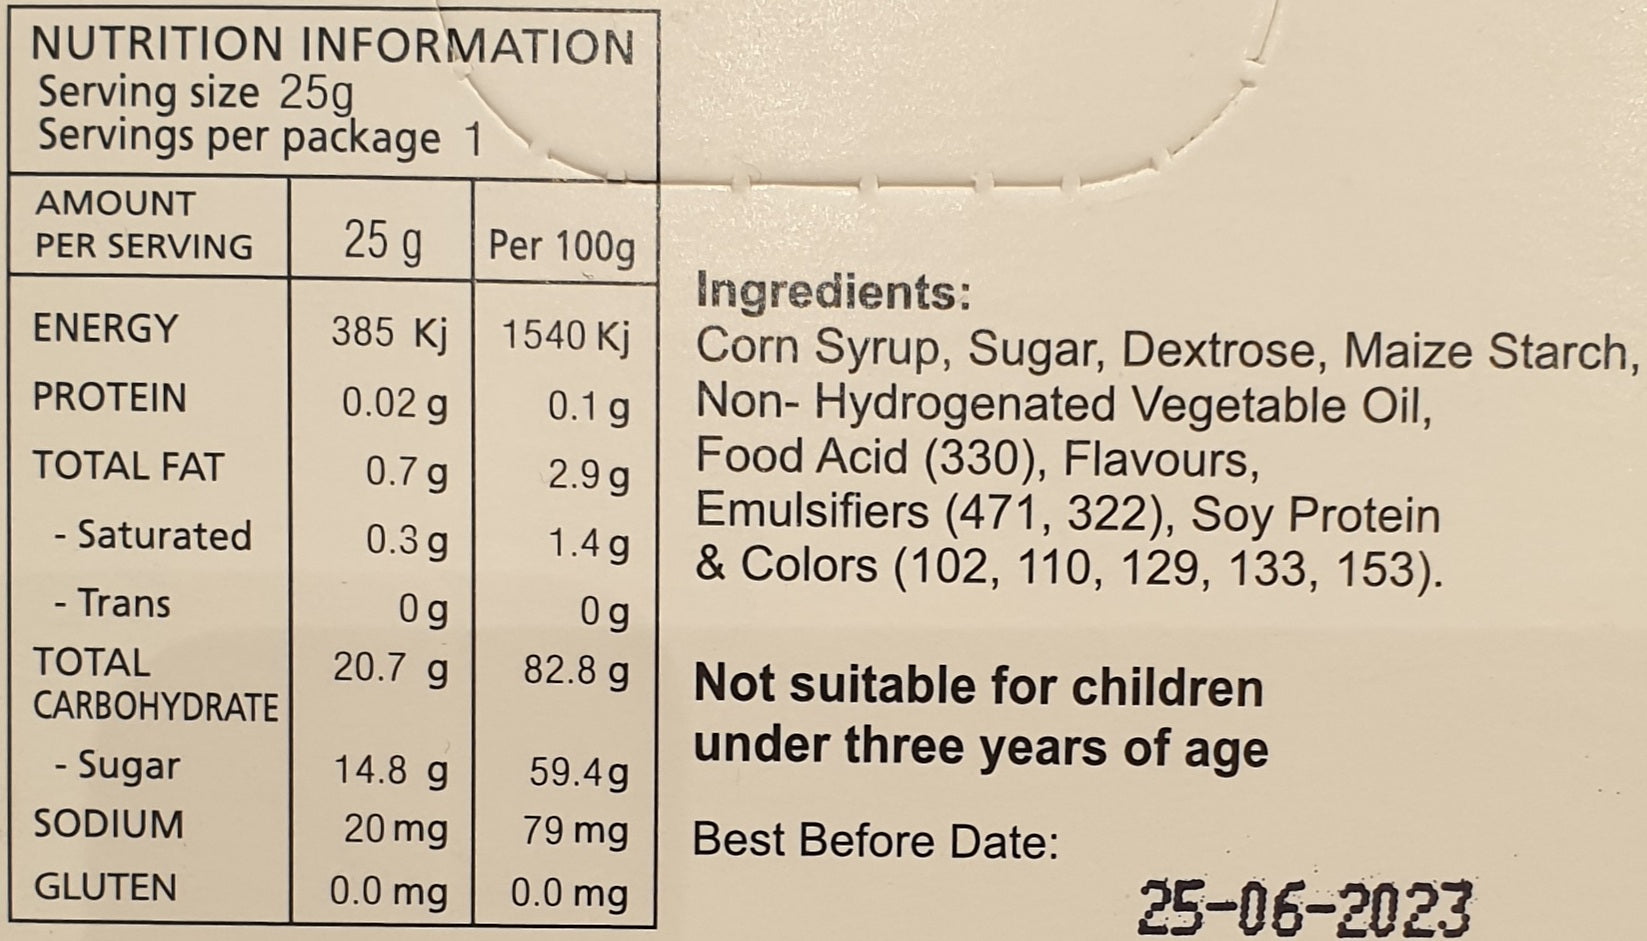 NUTRITION INFORMATION
Serving size 25g
Servings per package 1
AMOUNT PER SERVING 25 g Per 100g
ENERGY 385 Kj 1540 Kj
PROTEIN 0.02 g 0.1 g
TOTAL FAT 0.7 g 2.9 g
- Saturated 0.3 g 1.4 g
- Trans 0 g 0 g
TOTAL CARBOHYDRATE 20.7 g 82.8 g
- Sugar 14.8 g 59.4g
SODIUM 20 mg 79 mg
GLUTEN 0.0 mg 0.0 mg
Ingredients:
Corn Syrup, Sugar, Dextrose, Maize Starch,
Non- Hydrogenated Vegetable Oil,
Food Acid (330), Flavours,
Emulsifiers (471, 322), Soy Protein
& Colors (102, 110, 129, 133, 153).
Not suitable for children
under three years of age
Best Before Date:
25-06-2023